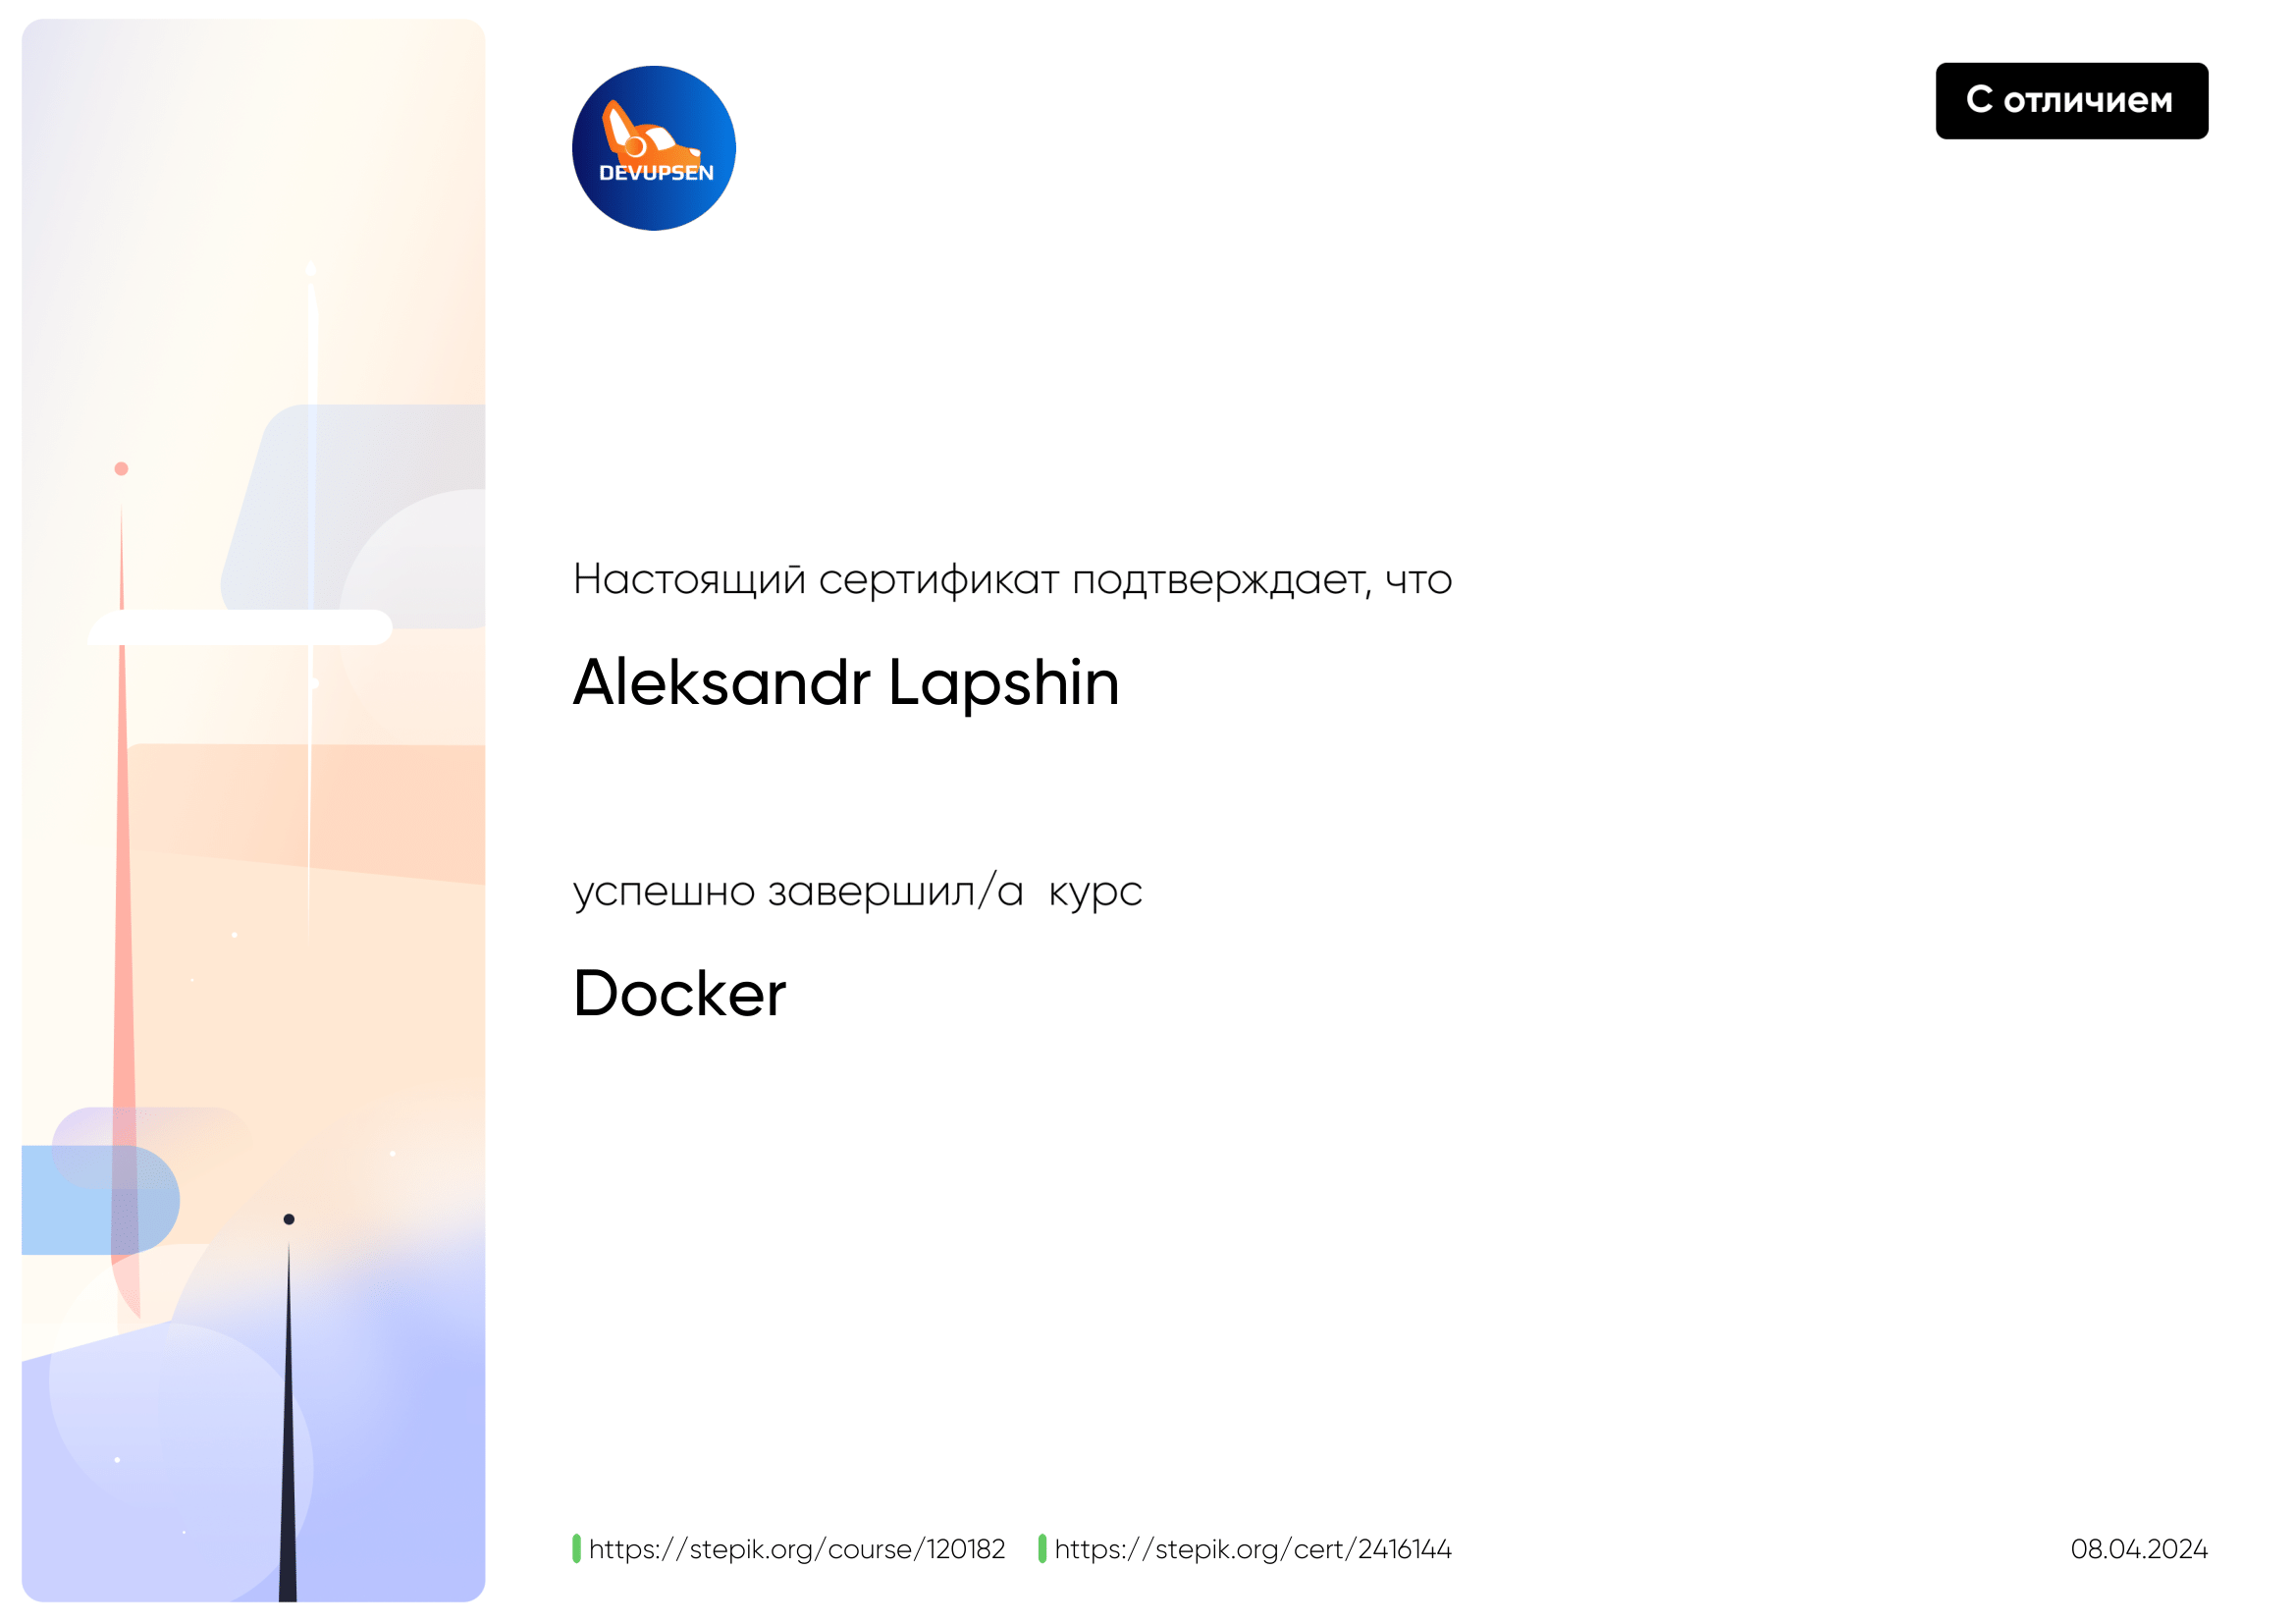 DEVUPSEN
С отличием
Настоящий сертификат подтверждает, что
Aleksandr Lapshin
успешно завершил/а курс
Docker
https://stepik.org/course/120182
https://stepik.org/cert/2416144
08.04.2024